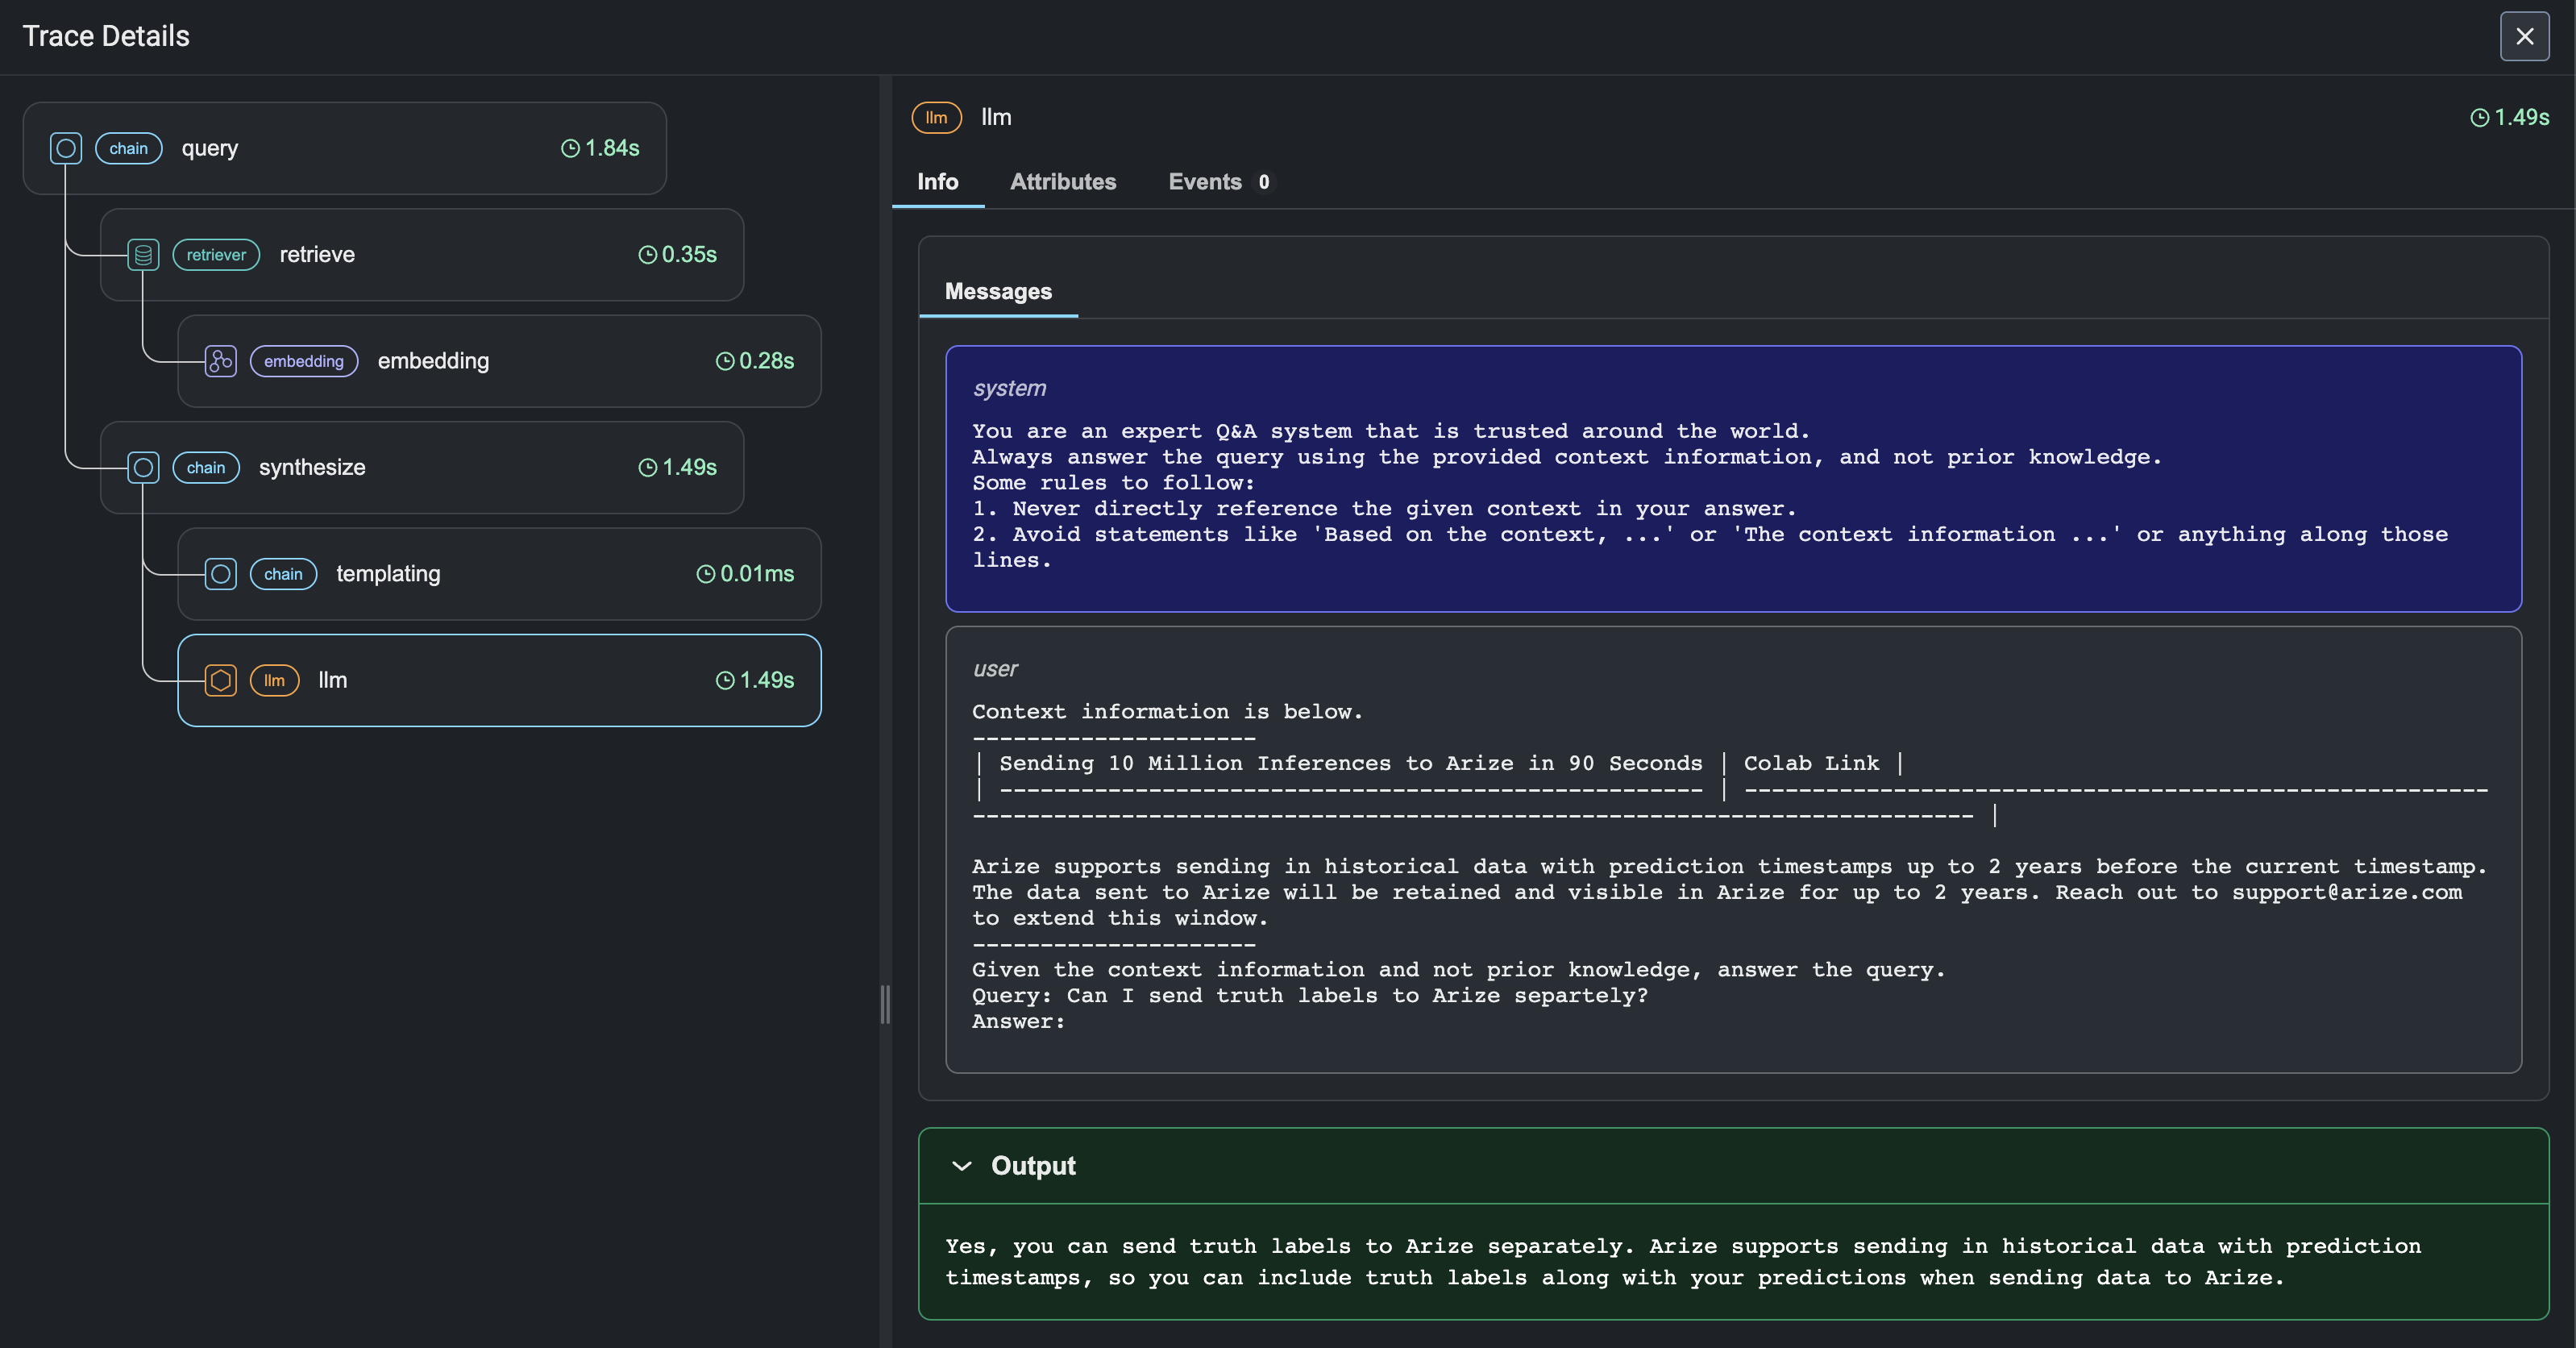 Trace Details
chain query 1.84s
retriever retrieve 0.35s
embedding embedding 0.28s
chain synthesize 1.49s
chain templating 0.01ms
llm llm 1.49s
llm llm 1.49s
Info Attributes Events 0
Messages
system
You are an expert Q&A system that is trusted around the world.
Always answer the query using the provided context information, and not prior knowledge.
Some rules to follow:
1. Never directly reference the given context in your answer.
2. Avoid statements like 'Based on the context, ...' or 'The context information ...' or anything along those
lines.
user
Context information is below.
---------------------
| Sending 10 Million Inferences to Arize in 90 Seconds | Colab Link |
| ---------------------------------------------------- | -------------------------------------------------------
-------------------------------------------------------------------------- |
Arize supports sending in historical data with prediction timestamps up to 2 years before the current timestamp.
The data sent to Arize will be retained and visible in Arize for up to 2 years. Reach out to support@arize.com
to extend this window.
---------------------
Given the context information and not prior knowledge, answer the query.
Query: Can I send truth labels to Arize separtely?
Answer:
Output
Yes, you can send truth labels to Arize separately. Arize supports sending in historical data with prediction
timestamps, so you can include truth labels along with your predictions when sending data to Arize.